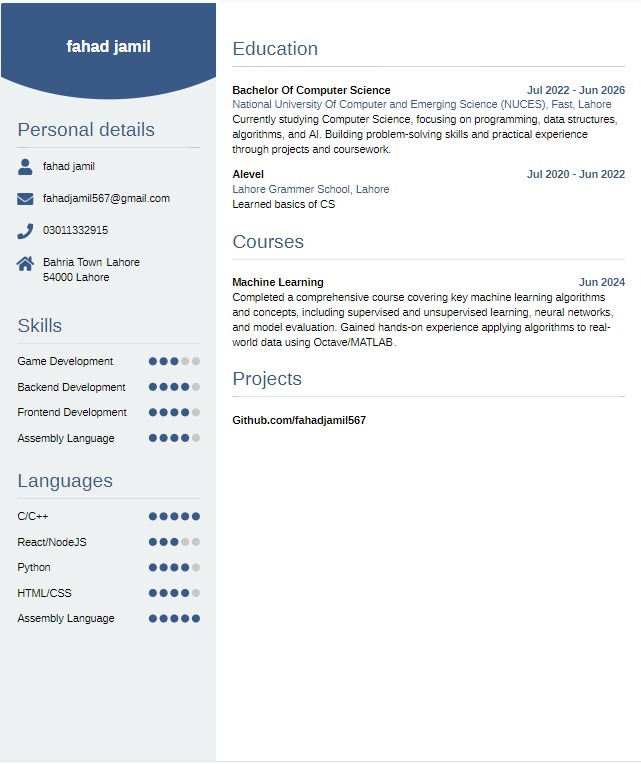 fahad jamil
Personal details
fahad jamil
fahadjamil567@gmail.com
03011332915
Bahria Town Lahore
54000 Lahore
Skills
Game Development
Backend Development
Frontend Development
Assembly Language
Languages
C/C++
React/NodeJS
Python
HTML/CSS
Assembly Language
Education
Bachelor Of Computer Science Jul 2022 - Jun 2026
National University Of Computer and Emerging Science (NUCES), Fast, Lahore
Currently studying Computer Science, focusing on programming, data structures,
algorithms, and AI. Building problem-solving skills and practical experience
through projects and coursework.
Alevel Jul 2020 - Jun 2022
Lahore Grammer School, Lahore
Learned basics of CS
Courses
Machine Learning Jun 2024
Completed a comprehensive course covering key machine learning algorithms
and concepts, including supervised and unsupervised learning, neural networks,
and model evaluation. Gained hands-on experience applying algorithms to real-
world data using Octave/MATLAB.
Projects
Github.com/fahadjamil567